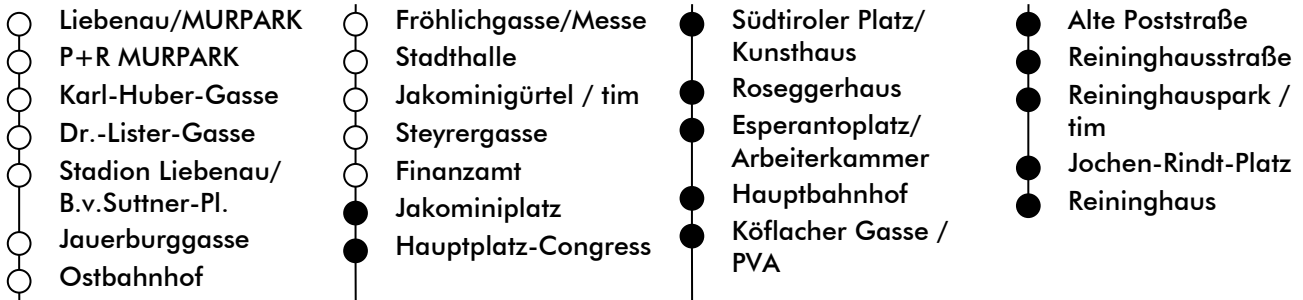 Liebenau/MURPARK
P+R MURPARK
Karl-Huber-Gasse
Dr.-Lister-Gasse
Stadion Liebenau/
B.v.Suttner-Pl.
Jauerburggasse
Ostbahnhof
Fröhlichgasse/Messe
Stadthalle
Jakominigürtel / tim
Steyrergasse
Finanzamt
Jakominiplatz
Hauptplatz-Congress
Südtiroler Platz/
Kunsthaus
Roseggerhaus
Esperantoplatz/
Arbeiterkammer
Hauptbahnhof
Köflacher Gasse /
PVA
Alte Poststraße
Reininghausstraße
Reininghauspark /
tim
Jochen-Rindt-Platz
Reininghaus